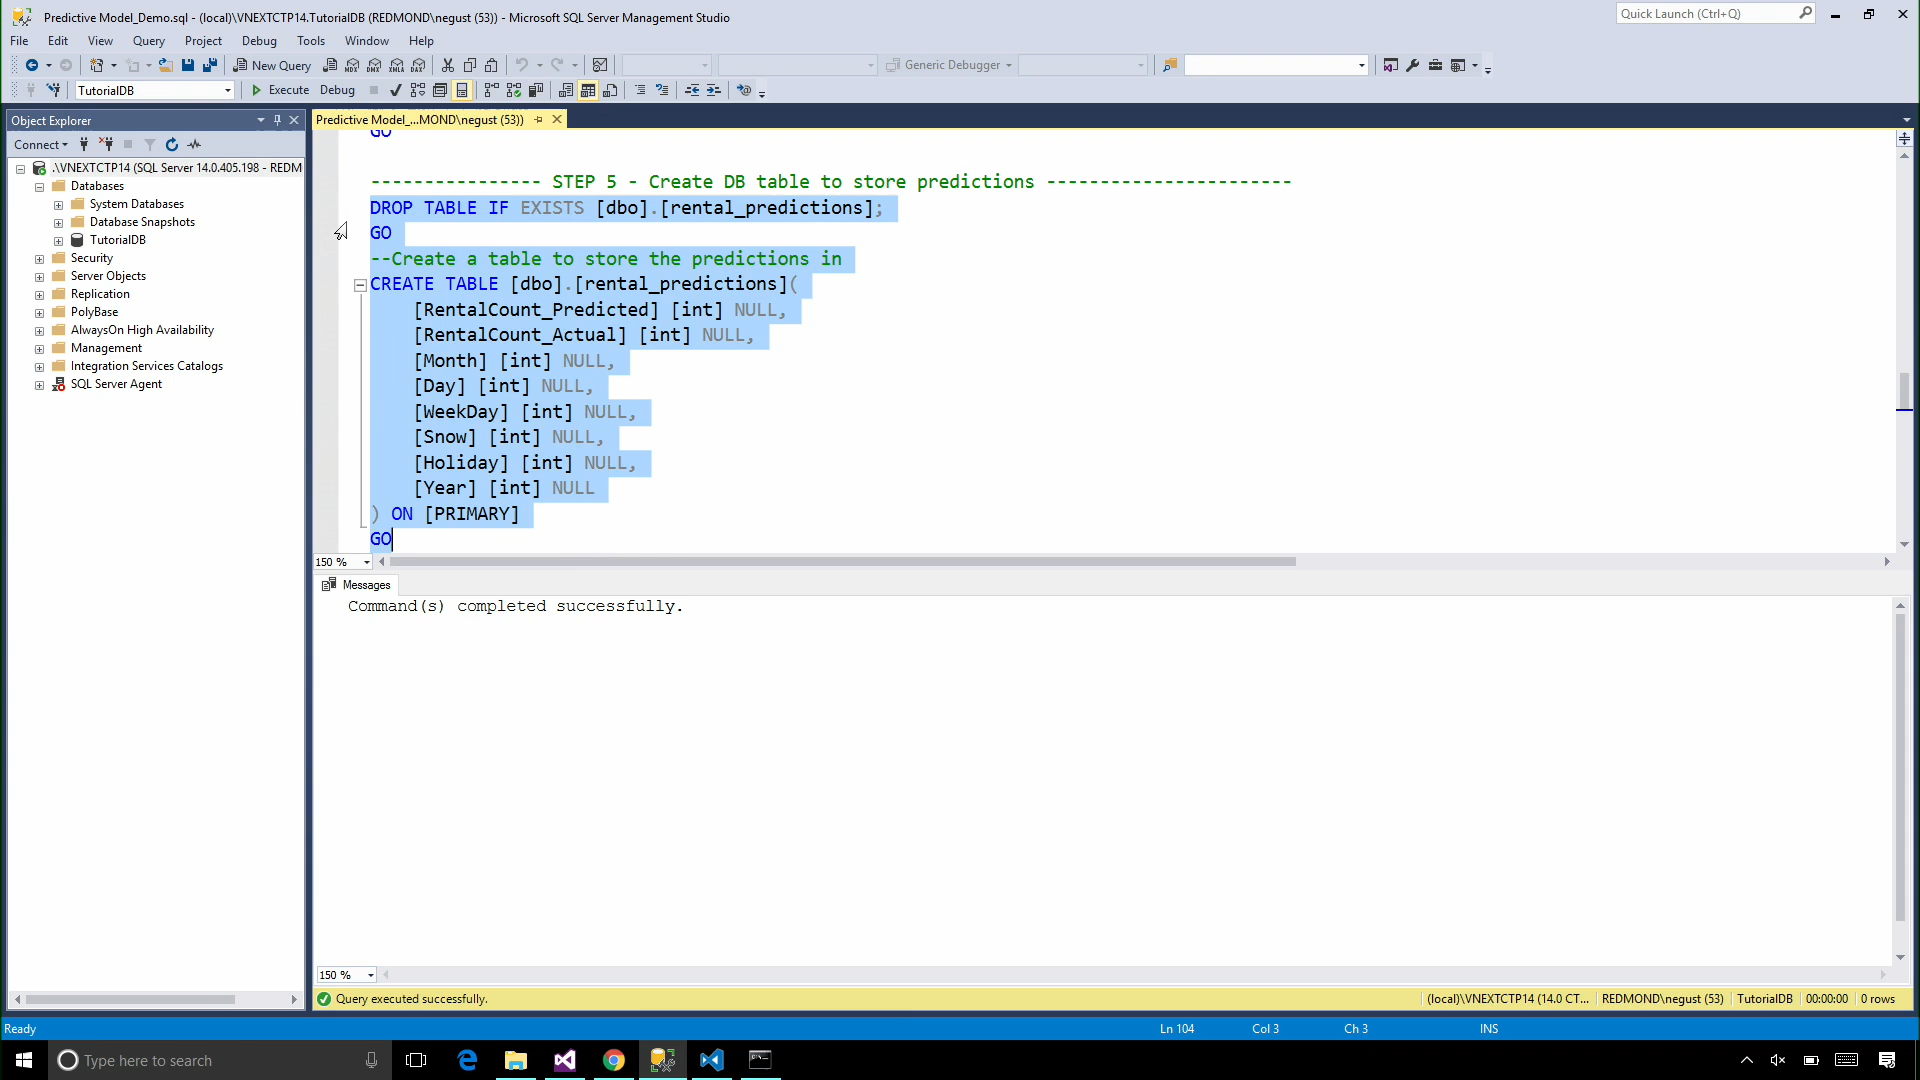 Predictive Model_Demo.sql - (local)\VNEXTCTP14.TutorialDB (REDMOND\negust (53)) - Microsoft SQL Server Management Studio
Quick Launch (Ctrl+Q)
File Edit View Query Project Debug Tools Window Help
New Query
MDX DMX XMLA DAX
Generic Debugger
TutorialDB
Execute Debug
Object Explorer
Connect
.\VNEXTCTP14 (SQL Server 14.0.405.198 - REDM
Databases
System Databases
Database Snapshots
TutorialDB
Security
Server Objects
Replication
PolyBase
AlwaysOn High Availability
Management
Integration Services Catalogs
SQL Server Agent
Predictive Model_...MOND\negust (53))
GO
---------------- STEP 5 - Create DB table to store predictions -----------------------
DROP TABLE IF EXISTS [dbo].[rental_predictions];
GO
--Create a table to store the predictions in
CREATE TABLE [dbo].[rental_predictions](
[RentalCount_Predicted] [int] NULL,
[RentalCount_Actual] [int] NULL,
[Month] [int] NULL,
[Day] [int] NULL,
[WeekDay] [int] NULL,
[Snow] [int] NULL,
[Holiday] [int] NULL,
[Year] [int] NULL
) ON [PRIMARY]
GO
150 %
Messages
Command(s) completed successfully.
150 %
Query executed successfully.
(local)\VNEXTCTP14 (14.0 CT... REDMOND\negust (53) TutorialDB 00:00:00 0 rows
Ready
Ln 104 Col 3 Ch 3 INS
Type here to search